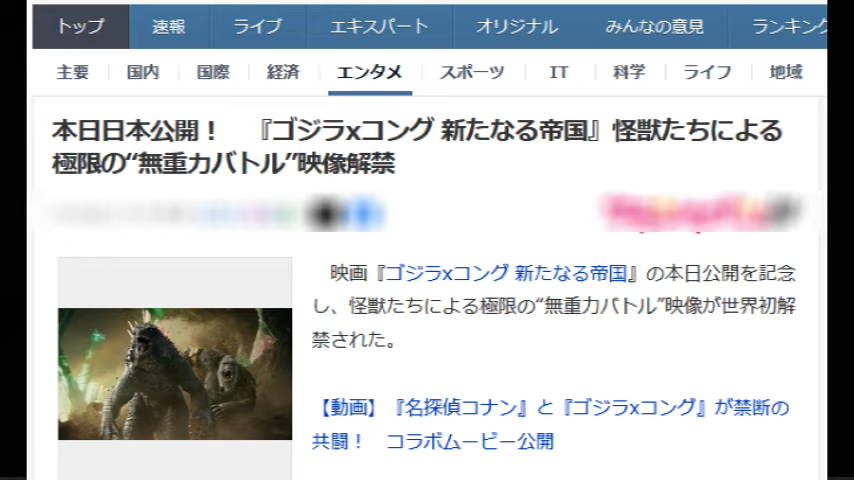 トップ 速報 ライブ エキスパート オリジナル みんなの意見 ランキング
主要 国内 国際 経済 エンタメ スポーツ IT 科学 ライフ 地域
本日日本公開！　『ゴジラxコング 新たなる帝国』怪獣たちによる
極限の“無重力バトル”映像解禁
映画『ゴジラxコング 新たなる帝国』の本日公開を記念
し、怪獣たちによる極限の“無重力バトル”映像が世界初解
禁された。
【動画】『名探偵コナン』と『ゴジラxコング』が禁断の
共闘！　コラボムービー公開